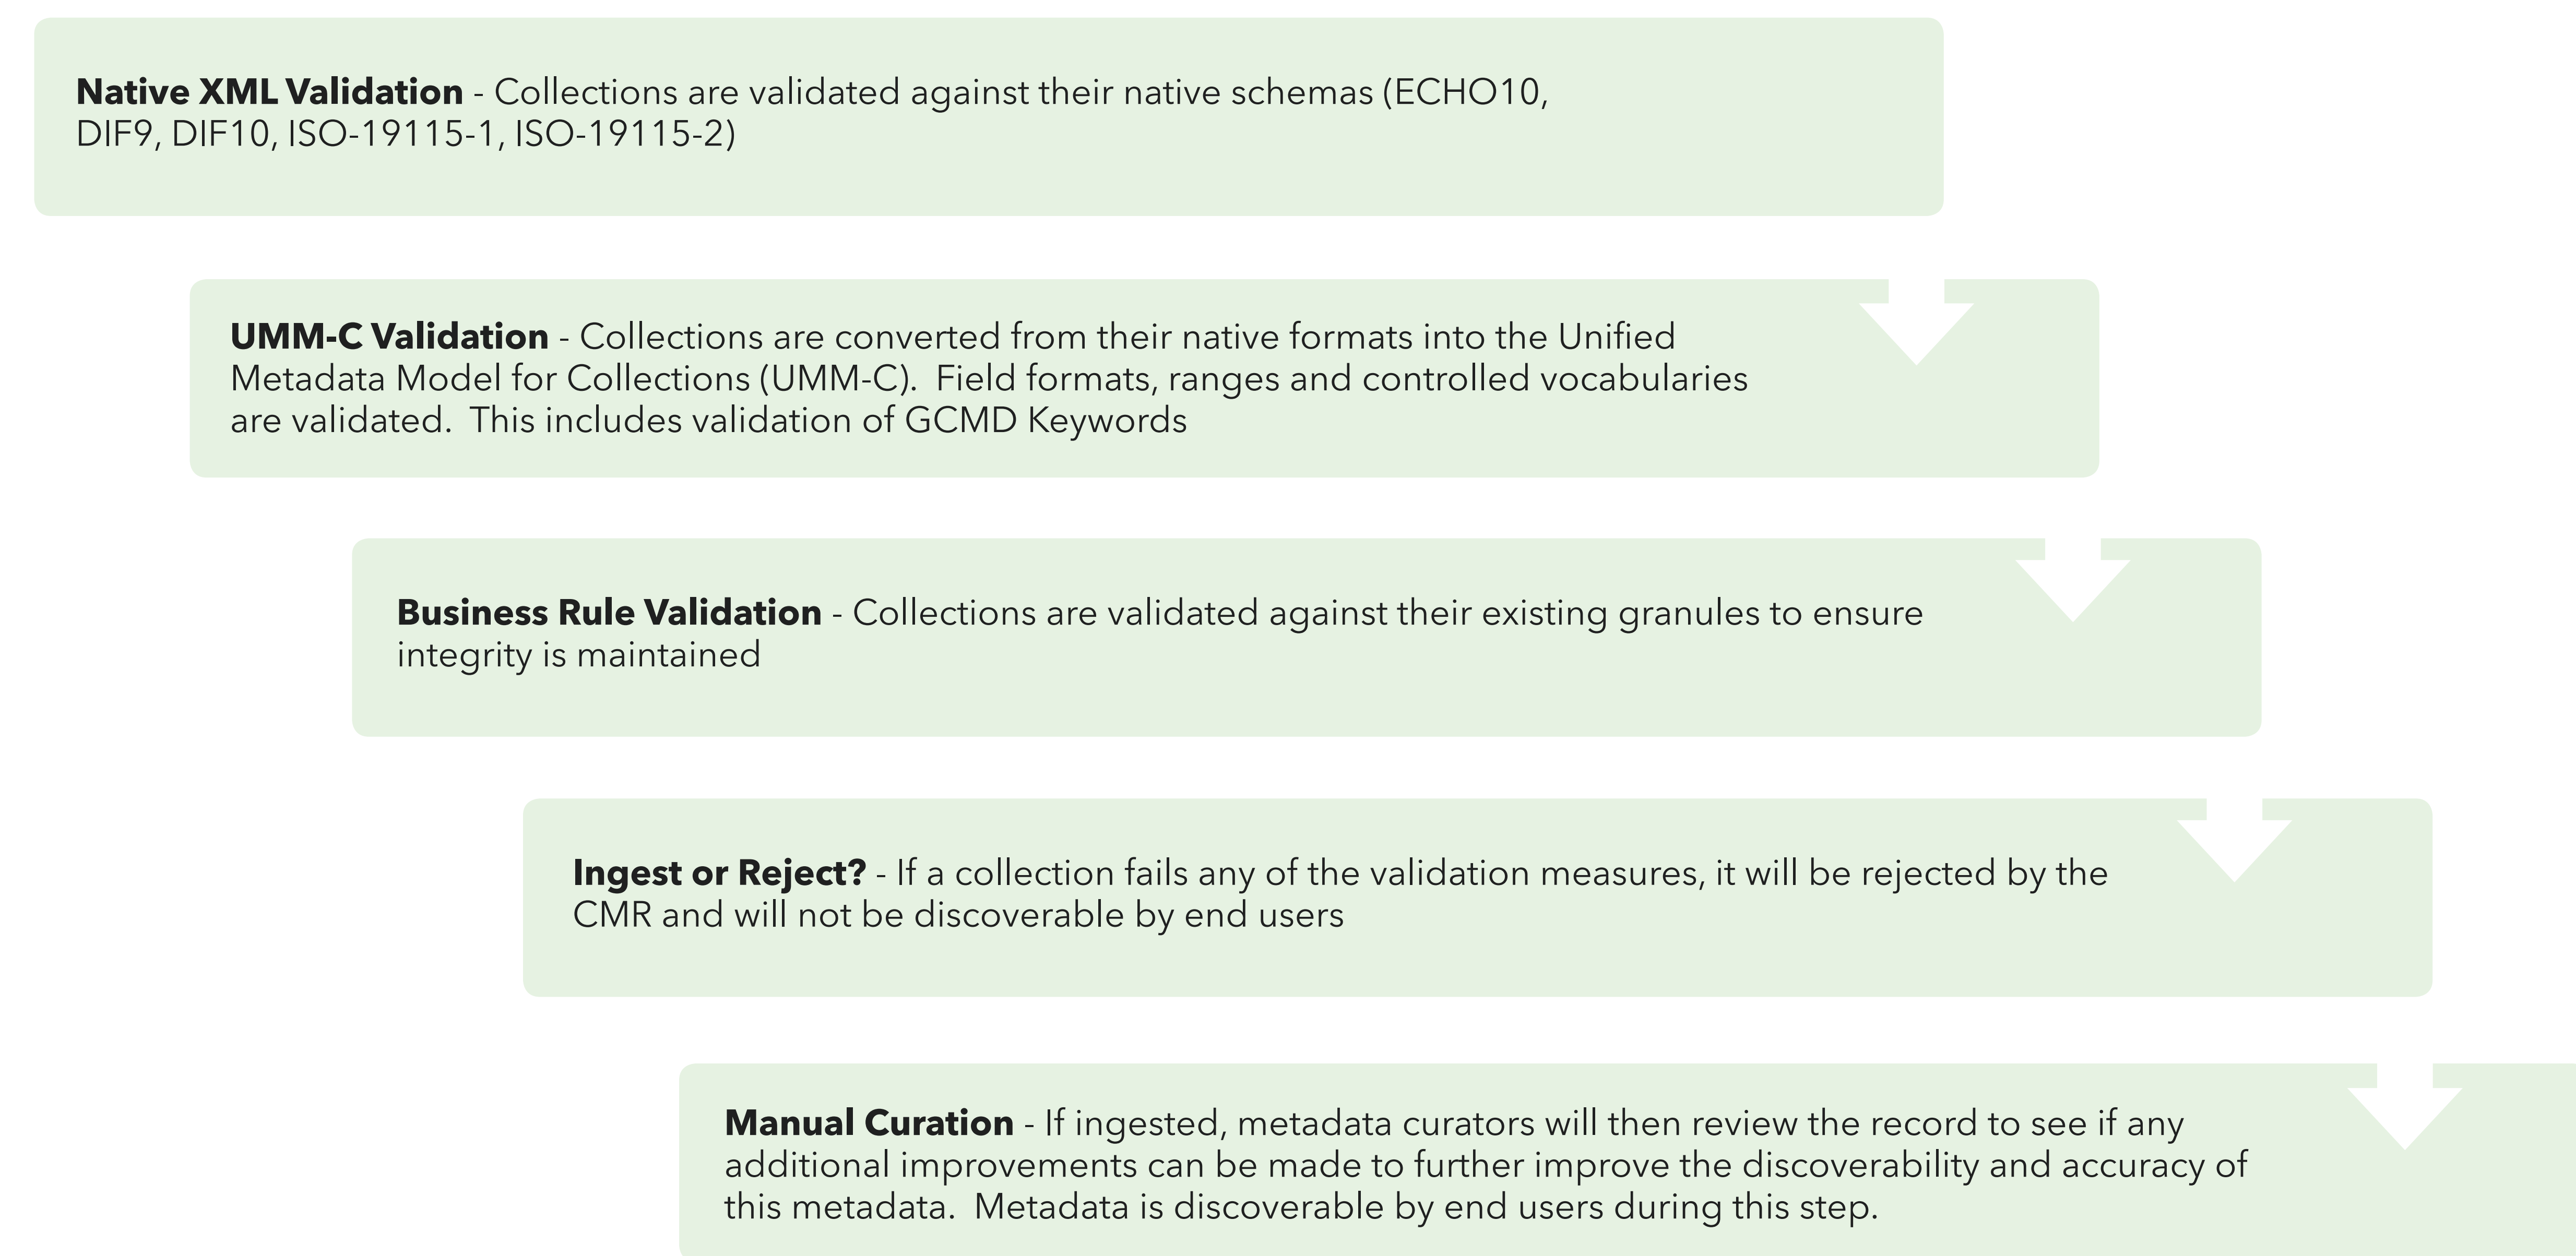 Native XML Validation - Collections are validated against their native schemas (ECHO10,
DIF9, DIF10, ISO-19115-1, ISO-19115-2)
UMM-C Validation - Collections are converted from their native formats into the Unified
Metadata Model for Collections (UMM-C).  Field formats, ranges and controlled vocabularies
are validated.  This includes validation of GCMD Keywords
Business Rule Validation - Collections are validated against their existing granules to ensure
integrity is maintained
Ingest or Reject? - If a collection fails any of the validation measures, it will be rejected by the
CMR and will not be discoverable by end users
Manual Curation - If ingested, metadata curators will then review the record to see if any
additional improvements can be made to further improve the discoverability and accuracy of
this metadata.  Metadata is discoverable by end users during this step.